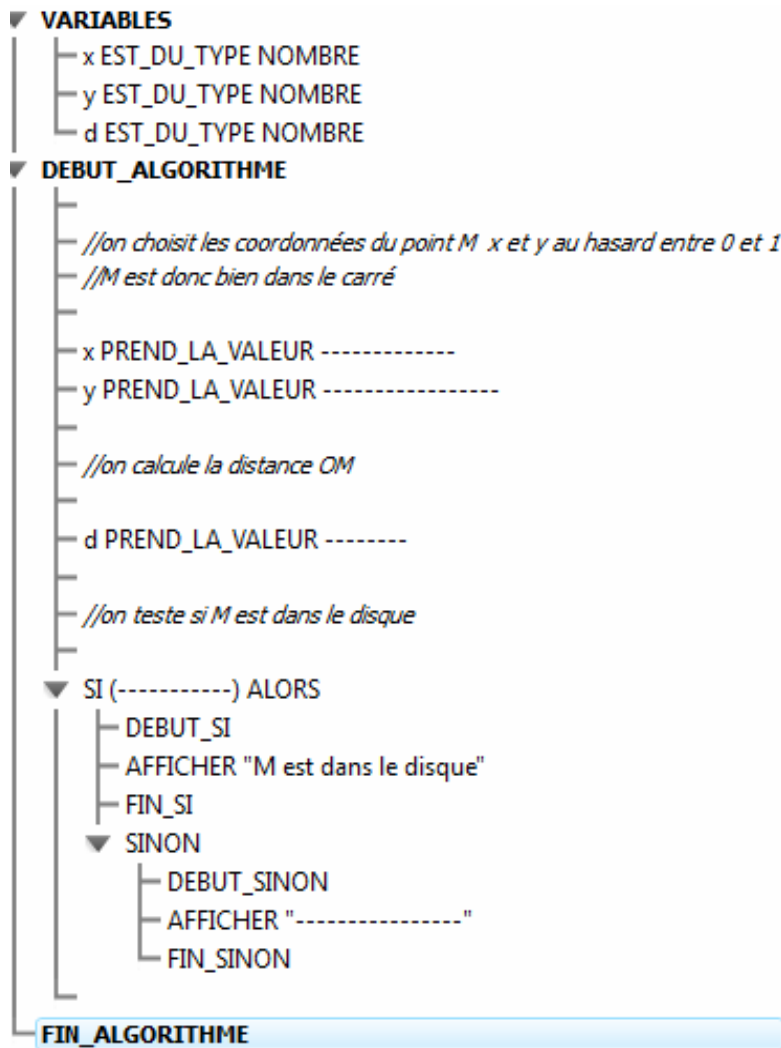 VARIABLES
x EST_DU_TYPE NOMBRE
y EST_DU_TYPE NOMBRE
d EST_DU_TYPE NOMBRE
DEBUT_ALGORITHME
//on choisit les coordonnées du point M x et y au hasard entre 0 et 1
//M est donc bien dans le carré
x PREND_LA_VALEUR -------------
y PREND_LA_VALEUR -----------------
//on calcule la distance OM
d PREND_LA_VALEUR --------
//on teste si M est dans le disque
SI (-----------) ALORS
DEBUT_SI
AFFICHER "M est dans le disque"
FIN_SI
SINON
DEBUT_SINON
AFFICHER "----------------"
FIN_SINON
FIN_ALGORITHME